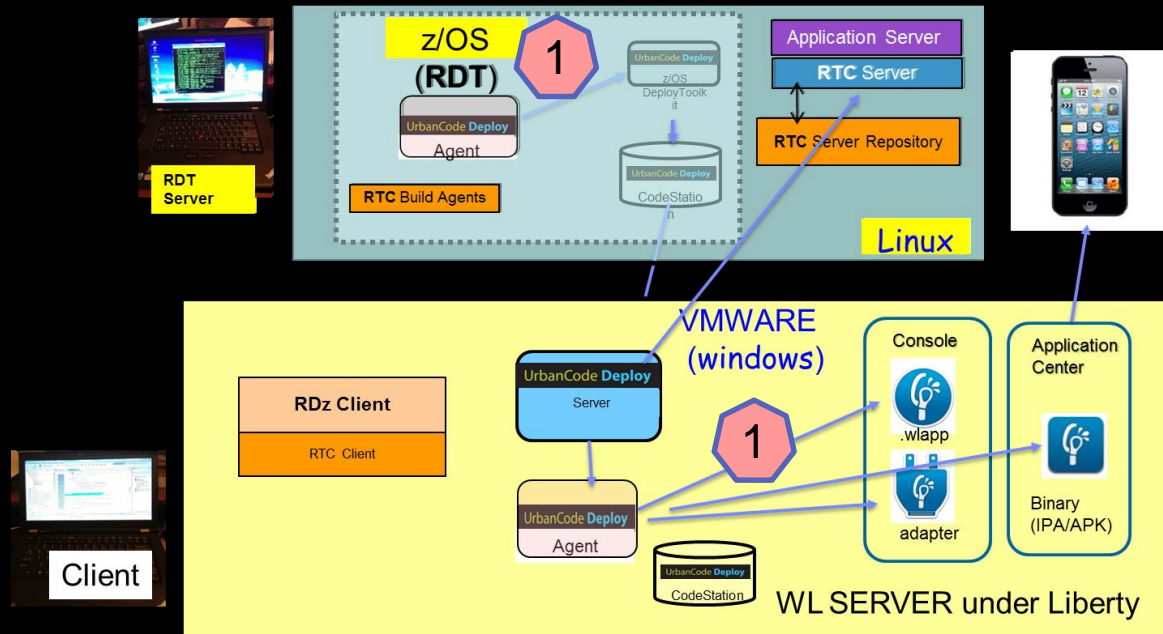 z/OS
(RDT)
1
UrbanCode Deploy
Agent
RTC Build Agents
UrbanCode Deploy
z/OS
DeployToolk
it
UrbanCode Deploy
CodeStatio
n
Application Server
RTC Server
RTC Server Repository
Linux
RDT
Server
VMWARE
(windows)
RDz Client
RTC Client
UrbanCode Deploy
Server
1
UrbanCode Deploy
Agent
UrbanCode Deploy
CodeStation
Console
.wlapp
adapter
Application
Center
Binary
(IPA/APK)
Client
WL SERVER under Liberty